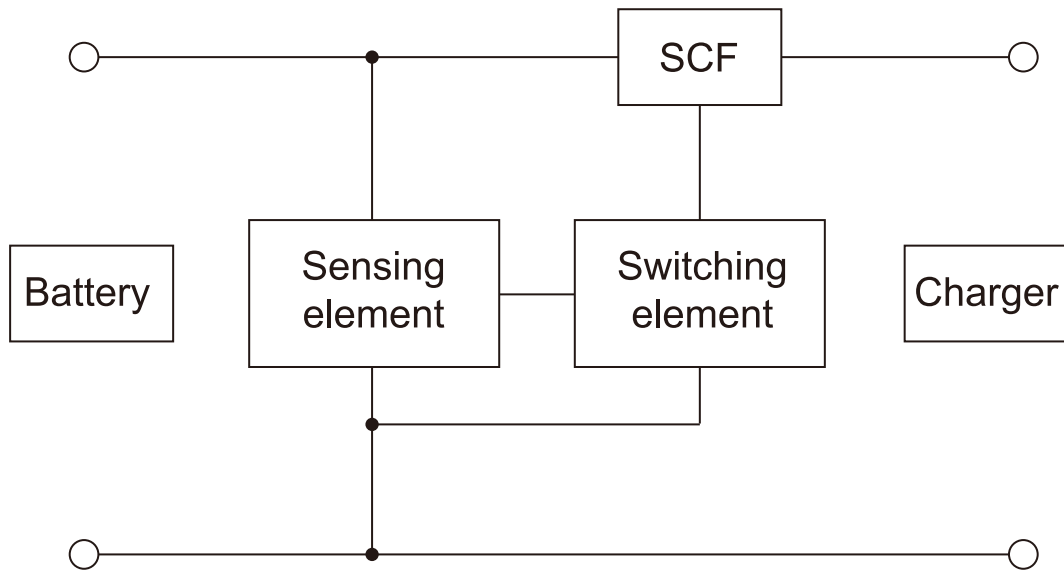 SCF
Battery
Sensing
element
Switching
element
Charger